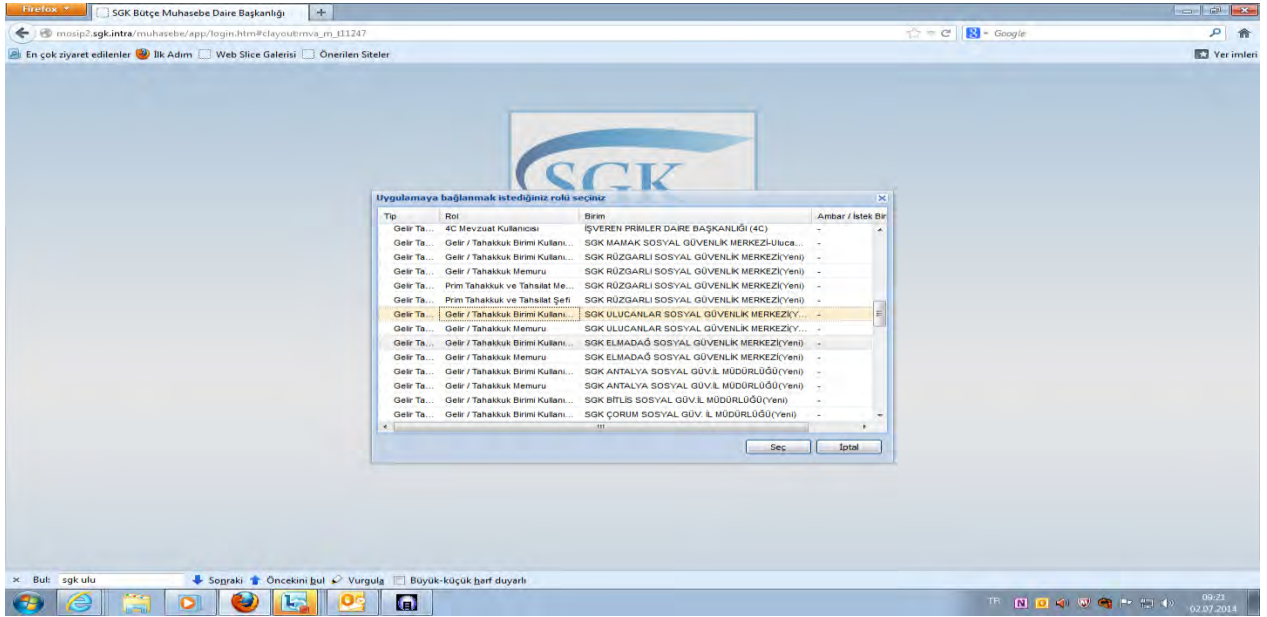 Firefox
SGK Bütçe Muhasebe Daire Başkanlığı
mosip2.sgk.intra/muhasebe/app/login.htm#clayout:mva_m_t11247
Google
En çok ziyaret edilenler İlk Adım Web Slice Galerisi Önerilen Siteler Yer imleri
SGK
Uygulamaya bağlanmak istediğiniz rolü seçiniz
Tip Rol Birim Ambar / İstek Bir
Gelir Ta... 4C Mevzuat Kullanıcısı İŞVEREN PRİMLER DAİRE BAŞKANLIĞI (4C) -
Gelir Ta... Gelir / Tahakkuk Birimi Kullanı... SGK MAMAK SOSYAL GÜVENLİK MERKEZİ-Uluca... -
Gelir Ta... Gelir / Tahakkuk Birimi Kullanı... SGK RÜZGARLI SOSYAL GÜVENLİK MERKEZİ(Yeni) -
Gelir Ta... Gelir / Tahakkuk Memuru SGK RÜZGARLI SOSYAL GÜVENLİK MERKEZİ(Yeni) -
Gelir Ta... Prim Tahakkuk ve Tahsilat Me... SGK RÜZGARLI SOSYAL GÜVENLİK MERKEZİ(Yeni) -
Gelir Ta... Prim Tahakkuk ve Tahsilat Şefi SGK RÜZGARLI SOSYAL GÜVENLİK MERKEZİ(Yeni) -
Gelir Ta... Gelir / Tahakkuk Birimi Kullanı... SGK ULUCANLAR SOSYAL GÜVENLİK MERKEZİ(Y... -
Gelir Ta... Gelir / Tahakkuk Memuru SGK ULUCANLAR SOSYAL GÜVENLİK MERKEZİ(Y... -
Gelir Ta... Gelir / Tahakkuk Birimi Kullanı... SGK ELMADAĞ SOSYAL GÜVENLİK MERKEZİ(Yeni) -
Gelir Ta... Gelir / Tahakkuk Memuru SGK ELMADAĞ SOSYAL GÜVENLİK MERKEZİ(Yeni) -
Gelir Ta... Gelir / Tahakkuk Birimi Kullanı... SGK ANTALYA SOSYAL GÜV.İL MÜDÜRLÜĞÜ(Yeni) -
Gelir Ta... Gelir / Tahakkuk Memuru SGK ANTALYA SOSYAL GÜV.İL MÜDÜRLÜĞÜ(Yeni) -
Gelir Ta... Gelir / Tahakkuk Birimi Kullanı... SGK BİTLİS SOSYAL GÜV.İL MÜDÜRLÜĞÜ(Yeni) -
Gelir Ta... Gelir / Tahakkuk Birimi Kullanı... SGK ÇORUM SOSYAL GÜV. İL MÜDÜRLÜĞÜ(Yeni) -
Seç İptal
× Bul: sgk ulu Sonraki Öncekini bul Vurgula Büyük-küçük harf duyarlı
TR 09:21
02.07.2014